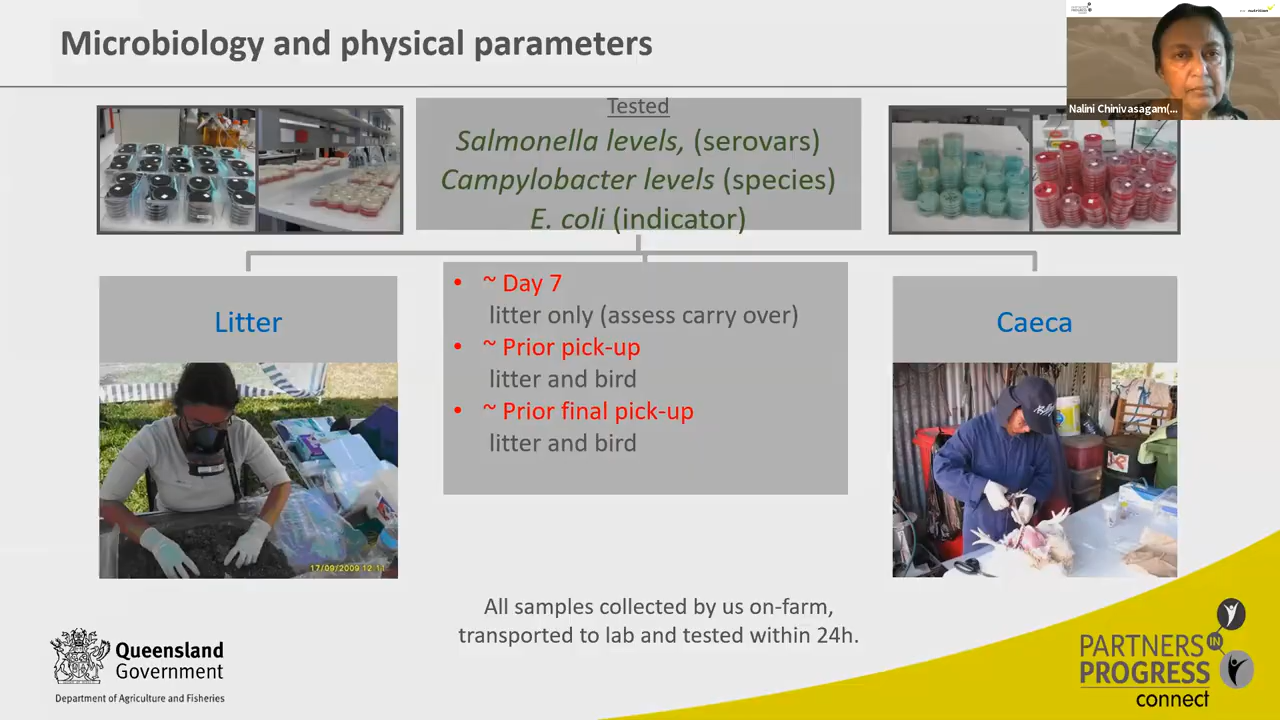 Microbiology and physical parameters
Nalini Chinivasagam(...
Tested
Salmonella levels, (serovars)
Campylobacter levels (species)
E. coli (indicator)
Litter
• ~ Day 7
litter only (assess carry over)
• ~ Prior pick-up
litter and bird
• ~ Prior final pick-up
litter and bird
Caeca
17/09/2009 12:11
All samples collected by us on-farm,
transported to lab and tested within 24h.
Queensland
Government
Department of Agriculture and Fisheries
PARTNERS IN
PROGRESS
connect